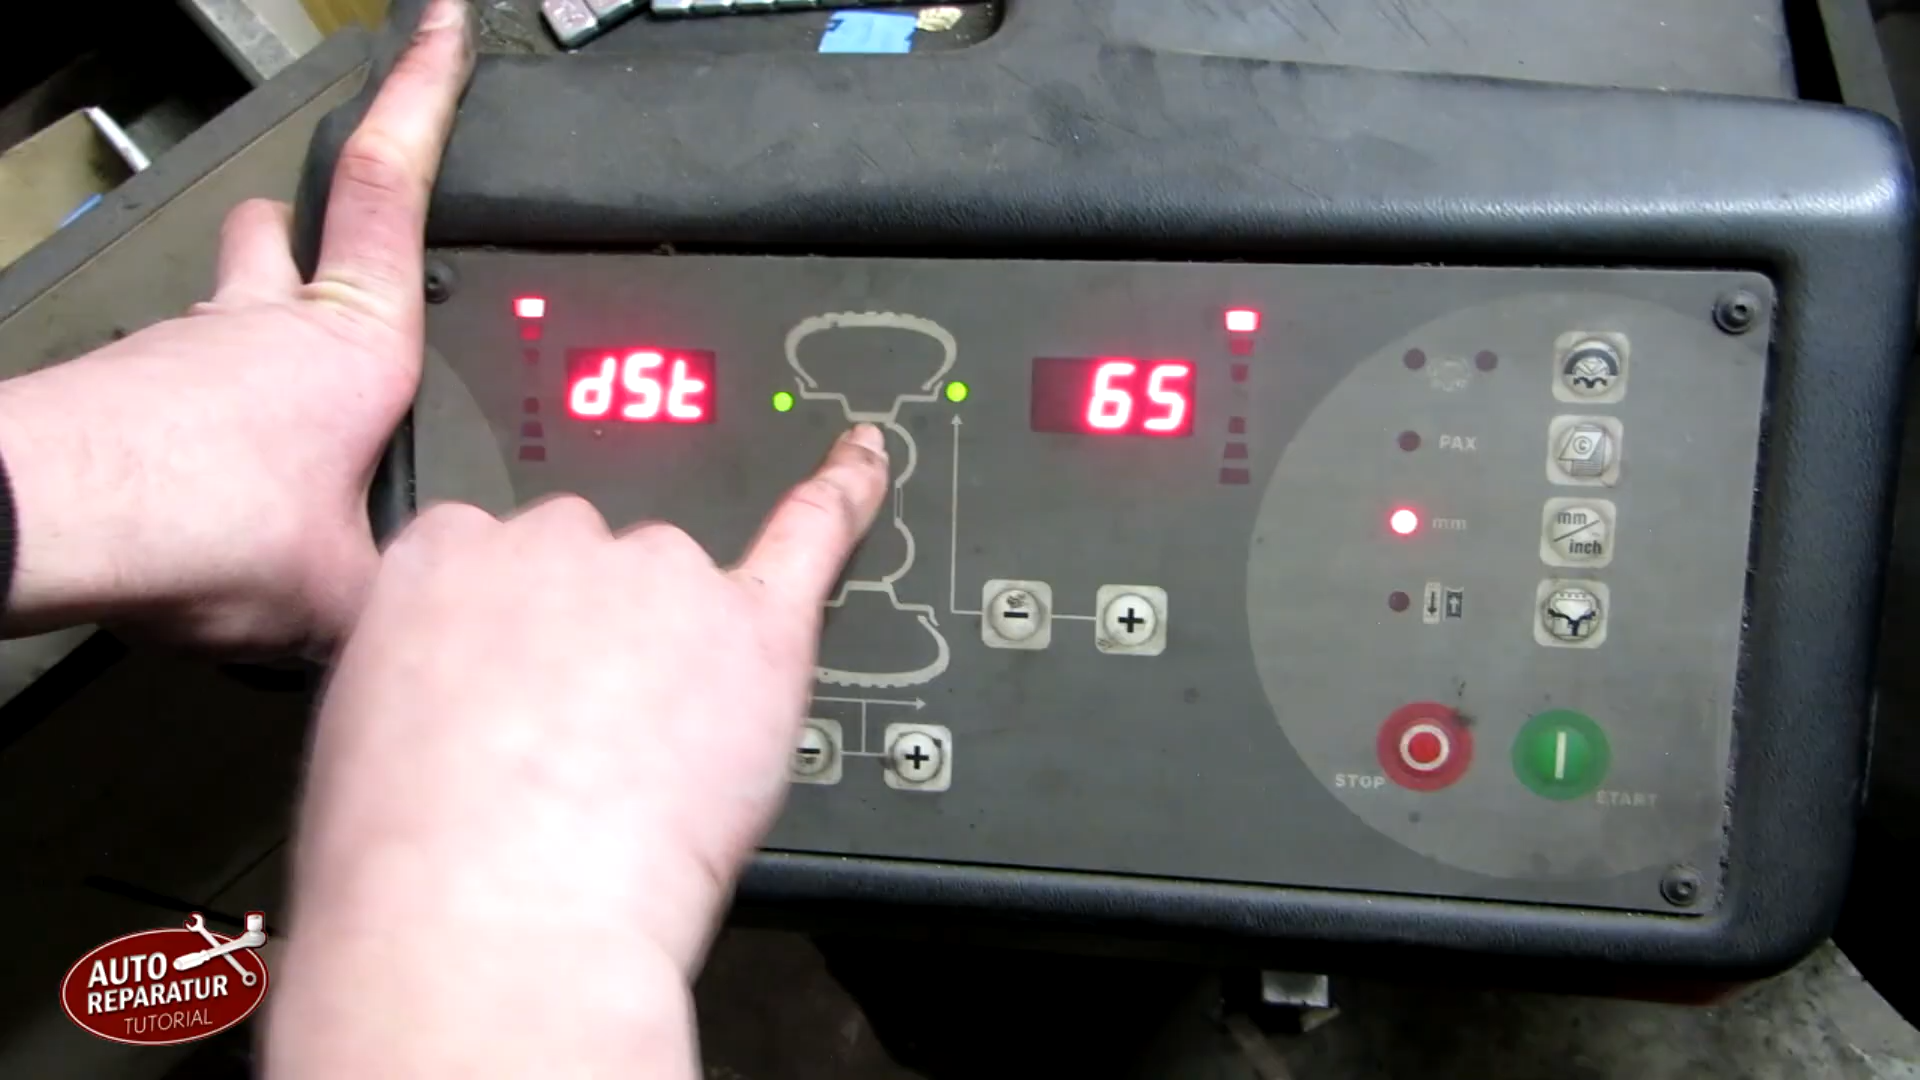 dSt
65
PAX
mm
mm
inch
C
-
+
-
+
STOP
START
AUTO
REPARATUR
TUTORIAL